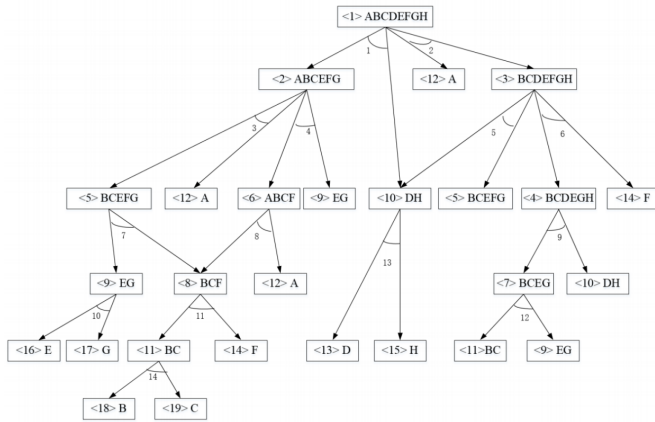 <1> ABCDEFGH
1
2
<2> ABCEFG
<12> A
<3> BCDEFGH
3
4
5
6
<5> BCEFG
<12> A
<6> ABCF
<9> EG
<10> DH
<5> BCEFG
<4> BCDEGH
<14> F
7
8
9
13
<9> EG
<8> BCF
<12> A
<7> BCEG
<10> DH
10
11
12
<16> E
<17> G
<11> BC
<14> F
<13> D
<15> H
<11>BC
<9> EG
14
<18> B
<19> C